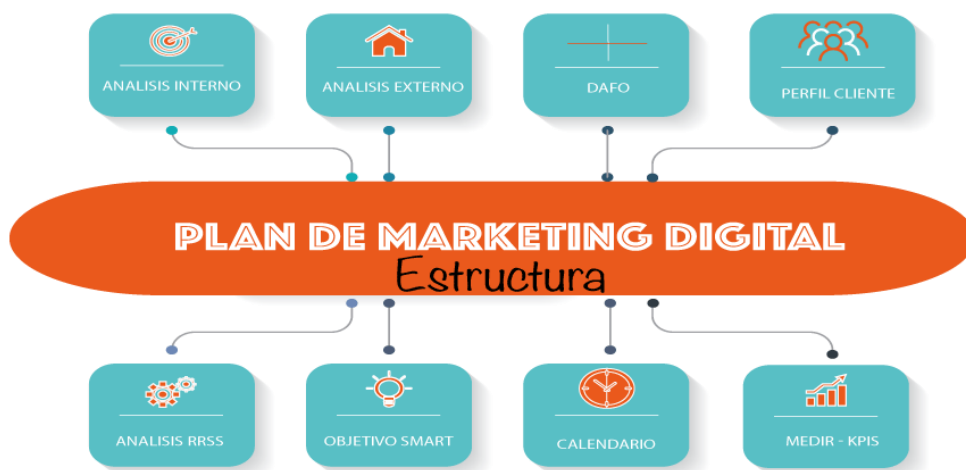 ANALISIS INTERNO
ANALISIS EXTERNO
DAFO
PERFIL CLIENTE
PLAN DE MARKETING DIGITAL
Estructura
ANALISIS RRSS
OBJETIVO SMART
CALENDARIO
MEDIR - KPIS